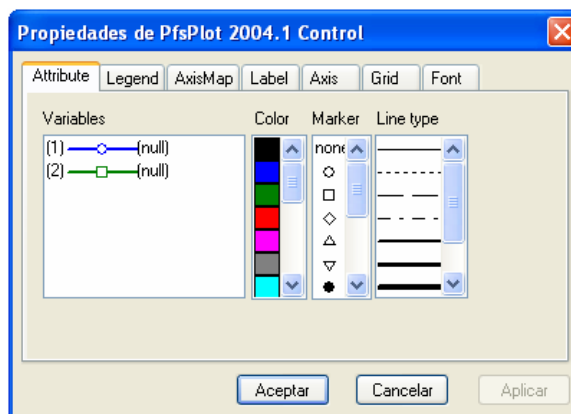 Propiedades de PfsPlot 2004.1 Control
Attribute Legend AxisMap Label Axis Grid Font
Variables Color Marker Line type
(1) (null)
(2) (null)
none
Aceptar Cancelar Aplicar